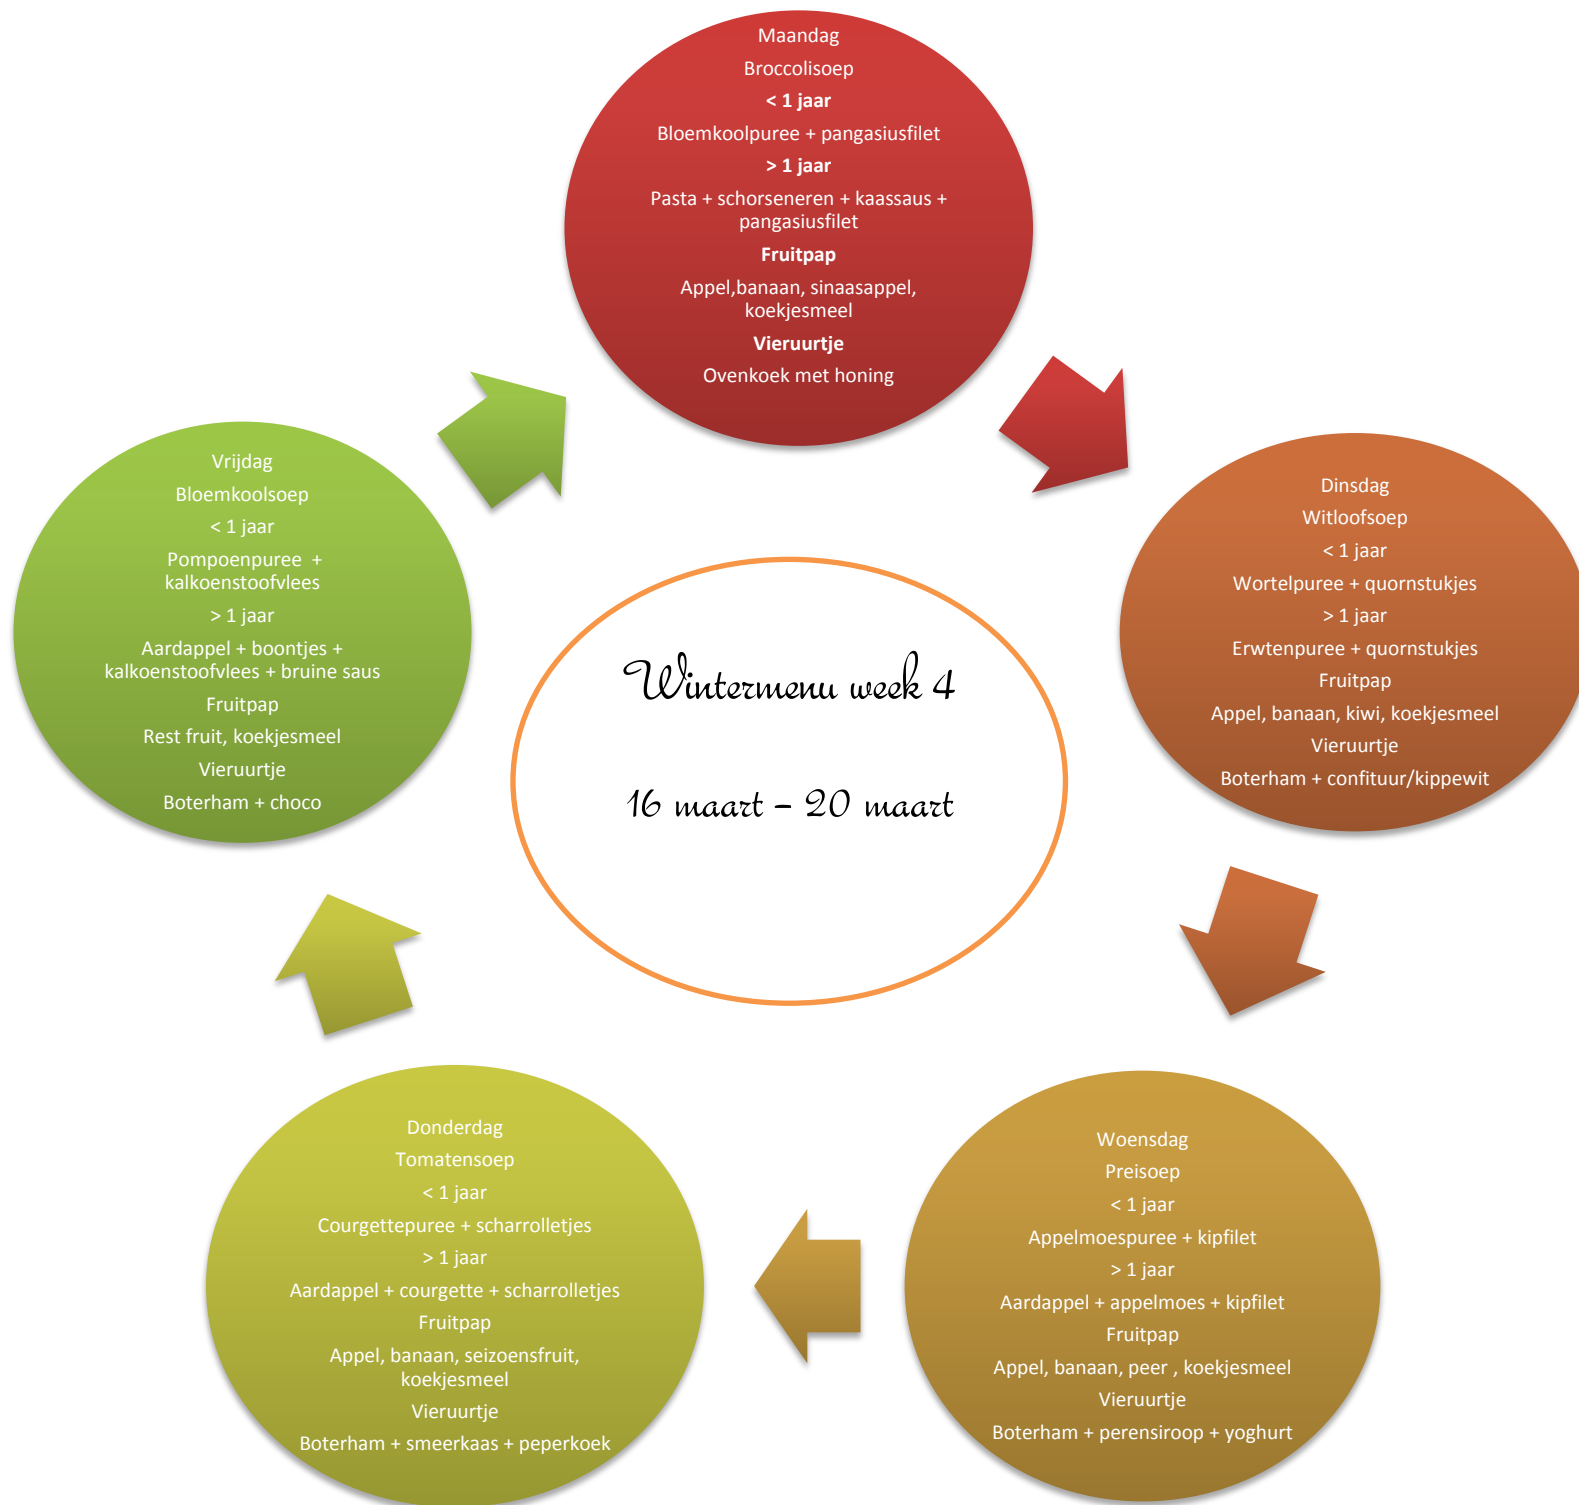 Maandag
Broccolisoep
< 1 jaar
Bloemkoolpuree + pangasiusfilet
> 1 jaar
Pasta + schorseneren + kaassaus +
pangasiusfilet
Fruitpap
Appel,banaan, sinaasappel,
koekjesmeel
Vieruurtje
Ovenkoek met honing
Dinsdag
Witloofsoep
< 1 jaar
Wortelpuree + quornstukjes
> 1 jaar
Erwtenpuree + quornstukjes
Fruitpap
Appel, banaan, kiwi, koekjesmeel
Vieruurtje
Boterham + confituur/kippewit
Woensdag
Preisoep
< 1 jaar
Appelmoespuree + kipfilet
> 1 jaar
Aardappel + appelmoes + kipfilet
Fruitpap
Appel, banaan, peer , koekjesmeel
Vieruurtje
Boterham + perensiroop + yoghurt
Donderdag
Tomatensoep
< 1 jaar
Courgettepuree + scharrolletjes
> 1 jaar
Aardappel + courgette + scharrolletjes
Fruitpap
Appel, banaan, seizoensfruit,
koekjesmeel
Vieruurtje
Boterham + smeerkaas + peperkoek
Vrijdag
Bloemkoolsoep
< 1 jaar
Pompoenpuree +
kalkoenstoofvlees
> 1 jaar
Aardappel + boontjes +
kalkoenstoofvlees + bruine saus
Fruitpap
Rest fruit, koekjesmeel
Vieruurtje
Boterham + choco
Wintermenu week 4
16 maart – 20 maart